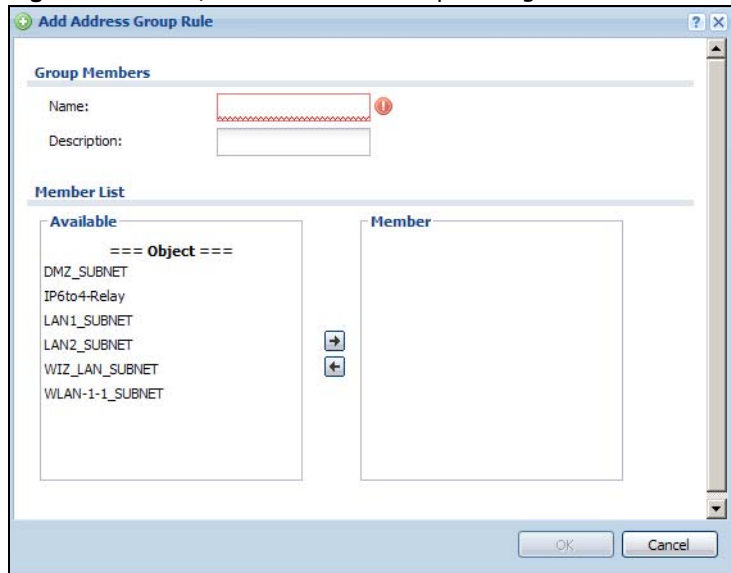 Add Address Group Rule
Group Members
Name:
Description:
Member List
Available
=== Object ===
DMZ_SUBNET
IP6to4-Relay
LAN1_SUBNET
LAN2_SUBNET
WIZ_LAN_SUBNET
WLAN-1-1_SUBNET
Member
OK
Cancel